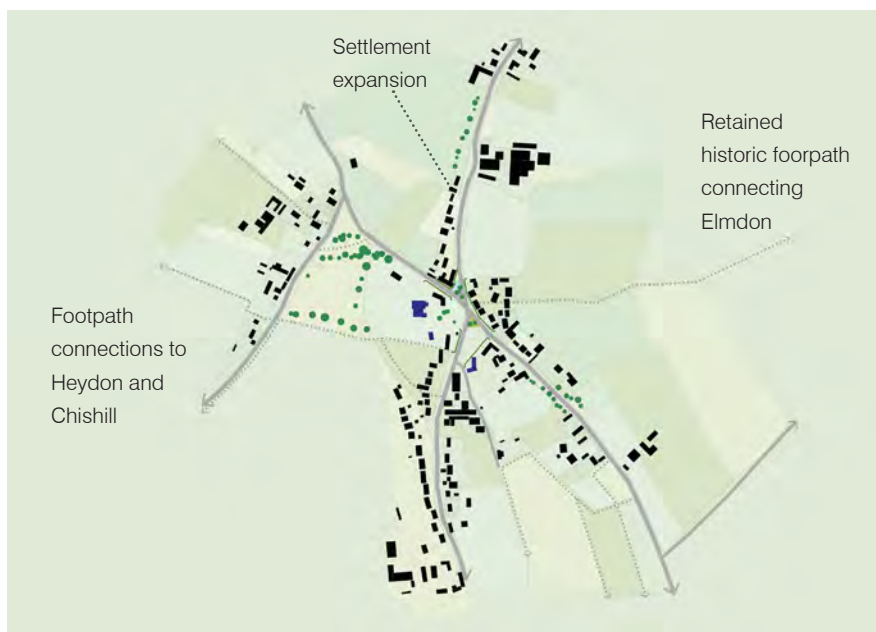 Settlement
expansion
Retained
historic foorpath
connecting
Elmdon
Footpath
connections to
Heydon and
Chishill